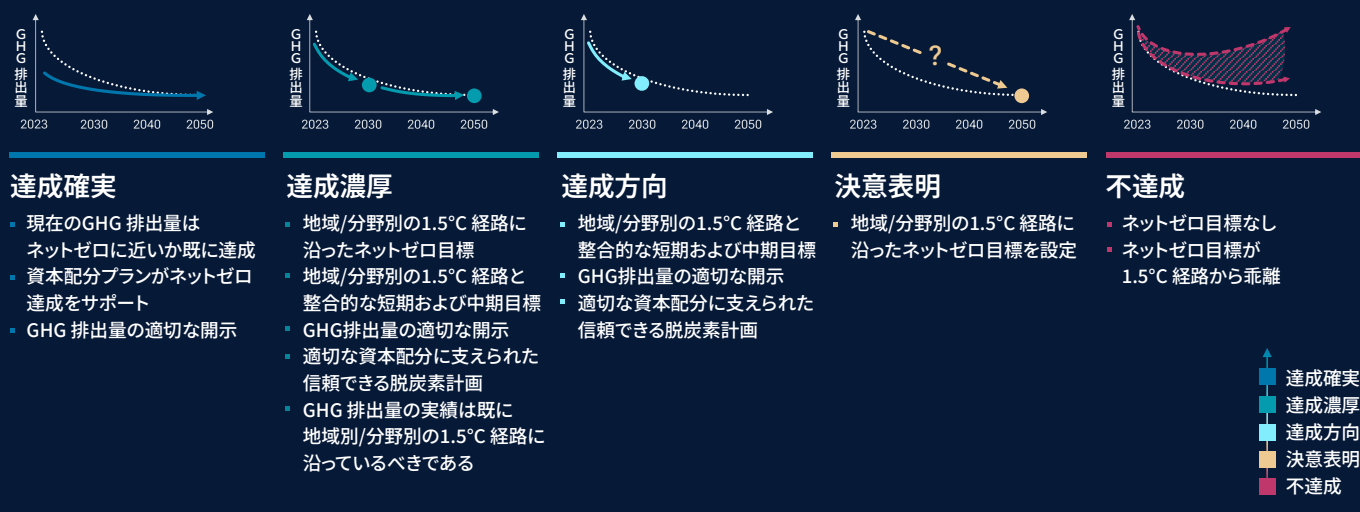 GHG 排出量
2023 2030 2040 2050
達成確実
現在のGHG 排出量は
ネットゼロに近いか既に達成
資本配分プランがネットゼロ
達成をサポート
GHG 排出量の適切な開示
GHG 排出量
2023 2030 2040 2050
達成濃厚
地域/分野別の1.5°C 経路に
沿ったネットゼロ目標
地域/分野別の1.5°C 経路と
整合的な短期および中期目標
GHG排出量の適切な開示
適切な資本配分に支えられた
信頼できる脱炭素計画
GHG 排出量の実績は既に
地域別/分野別の1.5°C 経路に
沿っているべきである
GHG 排出量
2023 2030 2040 2050
達成方向
地域/分野別の1.5°C 経路と
整合的な短期および中期目標
GHG排出量の適切な開示
適切な資本配分に支えられた
信頼できる脱炭素計画
GHG 排出量
?
2023 2030 2040 2050
決意表明
地域/分野別の1.5°C 経路に
沿ったネットゼロ目標を設定
GHG 排出量
2023 2030 2040 2050
不達成
ネットゼロ目標なし
ネットゼロ目標が
1.5°C 経路から乖離
達成確実
達成濃厚
達成方向
決意表明
不達成